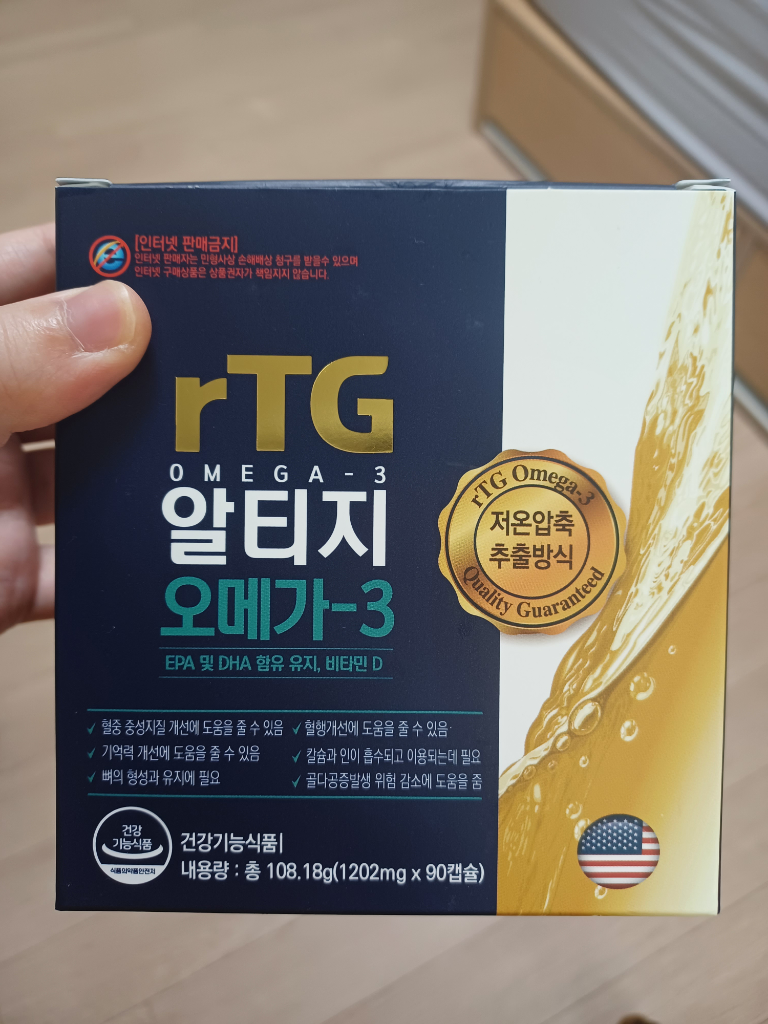 [인터넷 판매금지]
인터넷 판매자는 민형사상 손해배상 청구를 받을수 있으며
인터넷 구매상품은 상품권자가 책임지지 않습니다.
rTG
OMEGA-3
알티지
오메가-3
EPA 및 DHA 함유 유지, 비타민 D
rTG Omega-3
저온압축
추출방식
Quality Guaranteed
✓ 혈중 중성지질 개선에 도움을 줄 수 있음 ✓ 혈행개선에 도움을 줄 수 있음
✓ 기억력 개선에 도움을 줄 수 있음 ✓ 칼슘과 인이 흡수되고 이용되는데 필요
✓ 뼈의 형성과 유지에 필요 ✓ 골다공증발생 위험 감소에 도움을 줌
건강
기능식품
식품의약품안전처
건강기능식품|
내용량 : 총 108.18g(1202mg x 90캡슐)